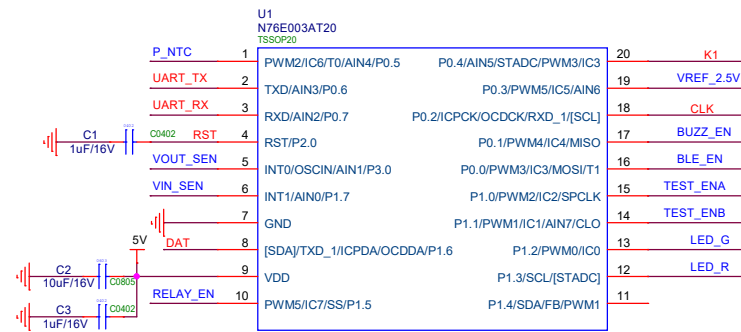 U1
N76E003AT20
TSSOP20
P_NTC 1 PWM2/IC6/T0/AIN4/P0.5 P0.4/AIN5/STADC/PWM3/IC3 20 K1
UART_TX 2 TXD/AIN3/P0.6 P0.3/PWM5/IC5/AIN6 19 VREF_2.5V
UART_RX 3 RXD/AIN2/P0.7 P0.2/ICPCK/OCDCK/RXD_1/[SCL] 18 CLK
C1 C0402 RST 4 RST/P2.0 P0.1/PWM4/IC4/MISO 17 BUZZ_EN
1uF/16V
VOUT_SEN 5 INT0/OSCIN/AIN1/P3.0 P0.0/PWM3/IC3/MOSI/T1 16 BLE_EN
VIN_SEN 6 INT1/AIN0/P1.7 P1.0/PWM2/IC2/SPCLK 15 TEST_ENA
7 GND P1.1/PWM1/IC1/AIN7/CLO 14 TEST_ENB
5V DAT 8 [SDA]/TXD_1/ICPDA/OCDDA/P1.6 P1.2/PWM0/IC0 13 LED_G
C2 C0805 9 VDD P1.3/SCL/[STADC] 12 LED_R
10uF/16V
RELAY_EN 10 PWM5/IC7/SS/P1.5 P1.4/SDA/FB/PWM1 11
C3 C0402
1uF/16V